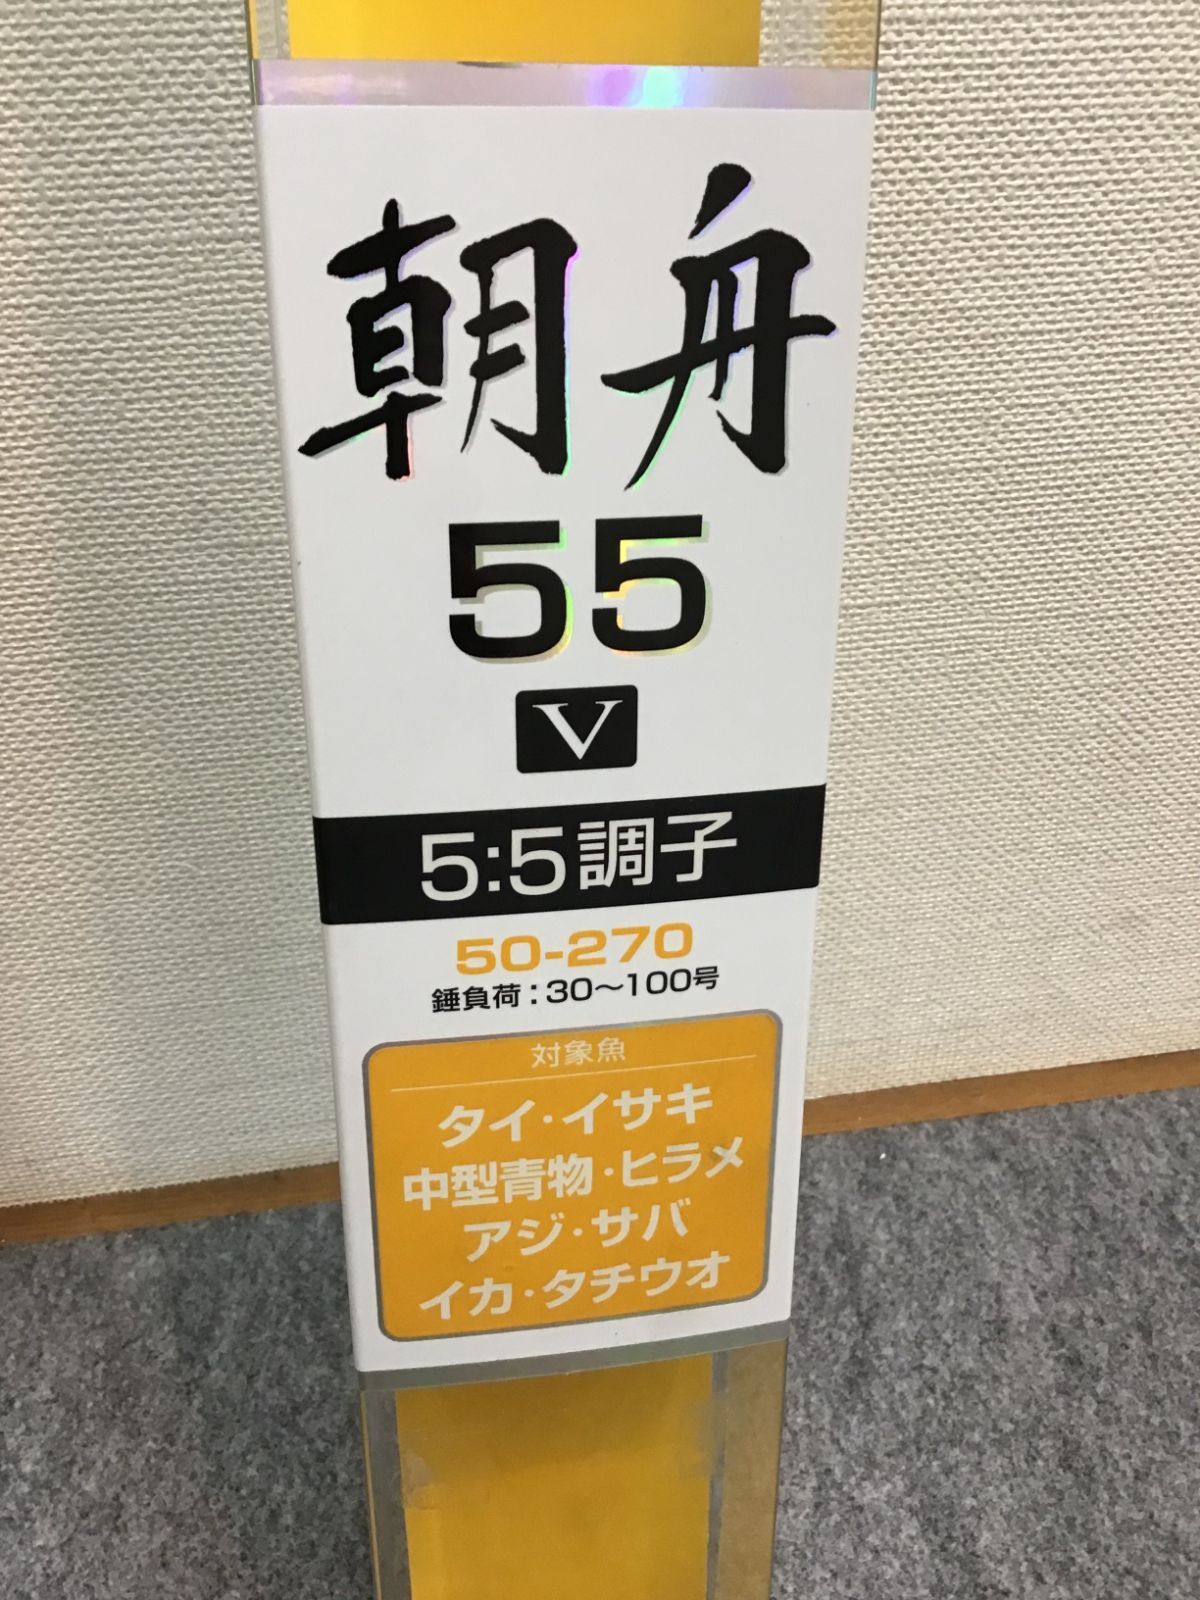 朝舟
55
V
5:5調子
50-270
錘負荷：30〜100号
対象魚
タイ・イサキ
中型青物・ヒラメ
アジ・サバ
イカ・タチウオ